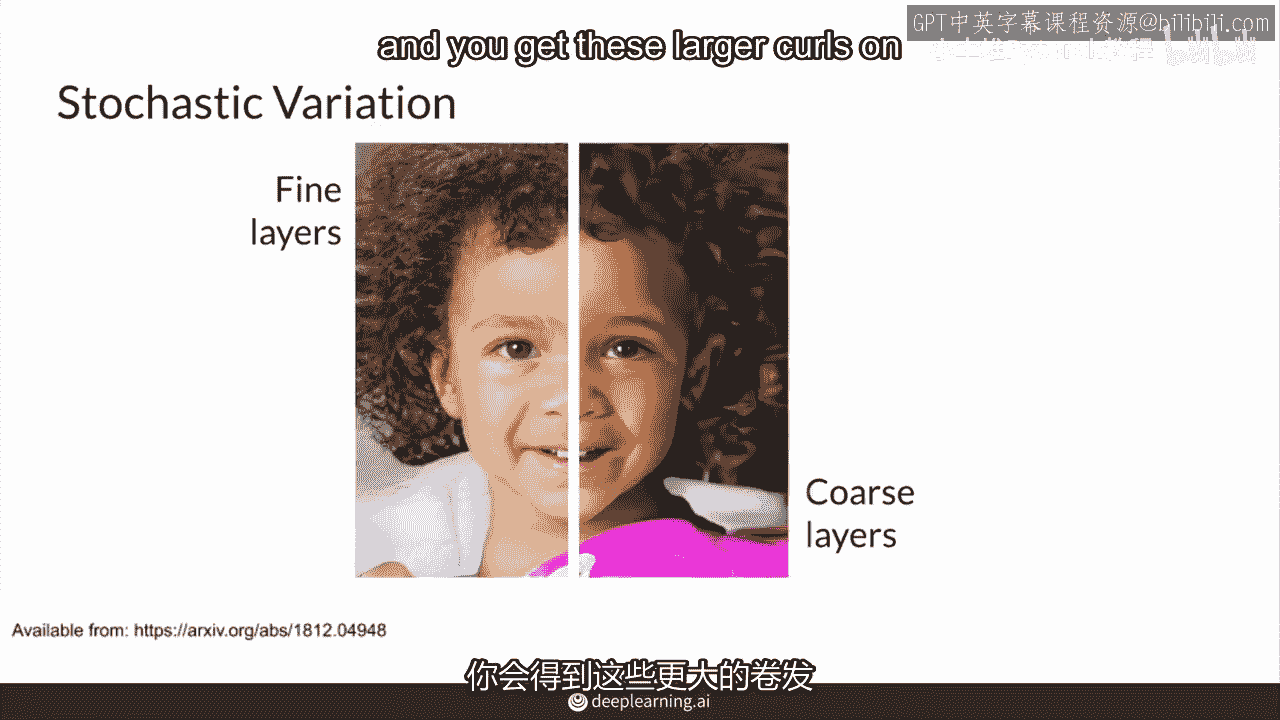 GPT中英字幕课程资源@bilibili.com
and you get these larger curls on
bilibili
Stochastic Variation
Fine
layers
Coarse
layers
Available from: https://arxiv.org/abs/1812.04948
你会得到这些更大的卷发
deeplearning.ai